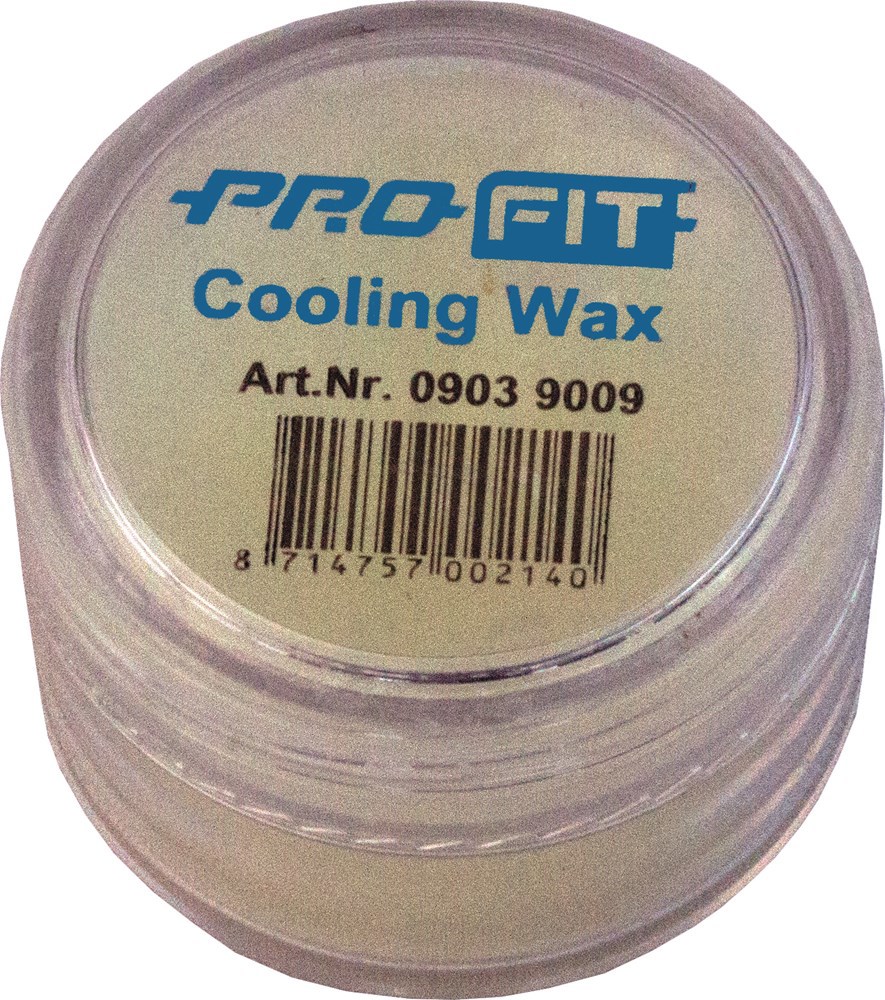 PRO FIT
Cooling Wax
Art.Nr. 0903 9009
8 714757 002140